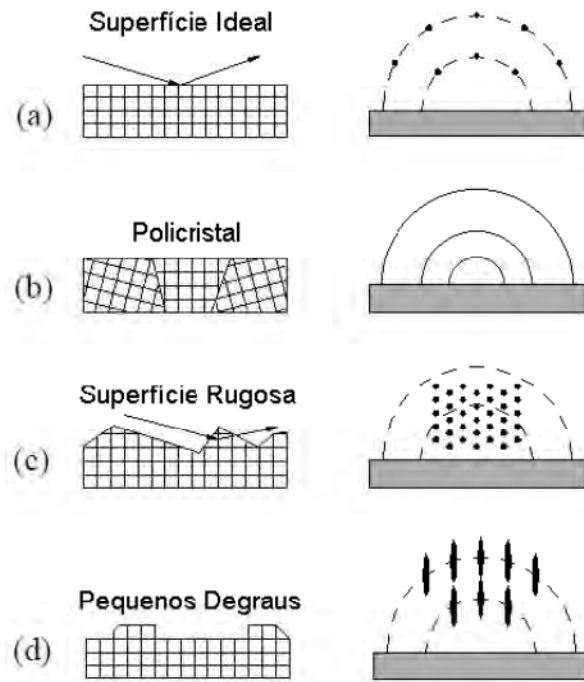 Superfície Ideal
(a)
Policristal
(b)
Superfície Rugosa
(c)
Pequenos Degraus
(d)